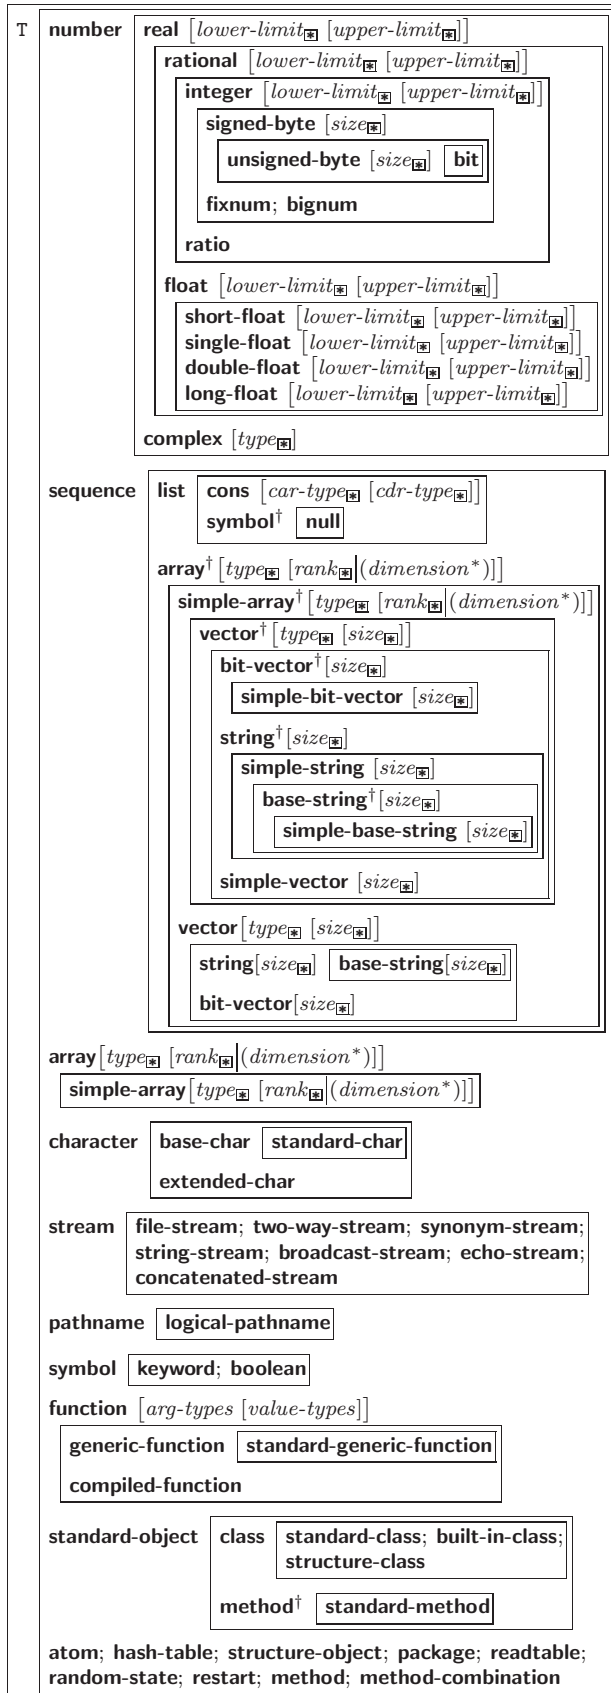 T number real [lower-limit* [upper-limit*]]
rational [lower-limit* [upper-limit*]]
integer [lower-limit* [upper-limit*]]
signed-byte [size*]
unsigned-byte [size*] bit
fixnum; bignum
ratio
float [lower-limit* [upper-limit*]]
short-float [lower-limit* [upper-limit*]]
single-float [lower-limit* [upper-limit*]]
double-float [lower-limit* [upper-limit*]]
long-float [lower-limit* [upper-limit*]]
complex [type*]
sequence list cons [car-type* [cdr-type*]]
symbol† null
array†[type* [rank*|(dimension*)]]
simple-array†[type* [rank*|(dimension*)]]
vector†[type* [size*]]
bit-vector†[size*]
simple-bit-vector [size*]
string†[size*]
simple-string [size*]
base-string†[size*]
simple-base-string [size*]
simple-vector [size*]
vector[type* [size*]]
string[size*] base-string[size*]
bit-vector[size*]
array[type* [rank*|(dimension*)]]
simple-array[type* [rank*|(dimension*)]]
character base-char standard-char
extended-char
stream file-stream; two-way-stream; synonym-stream;
string-stream; broadcast-stream; echo-stream;
concatenated-stream
pathname logical-pathname
symbol keyword; boolean
function [arg-types [value-types]]
generic-function standard-generic-function
compiled-function
standard-object class standard-class; built-in-class;
structure-class
method† standard-method
atom; hash-table; structure-object; package; readtable;
random-state; restart; method; method-combination